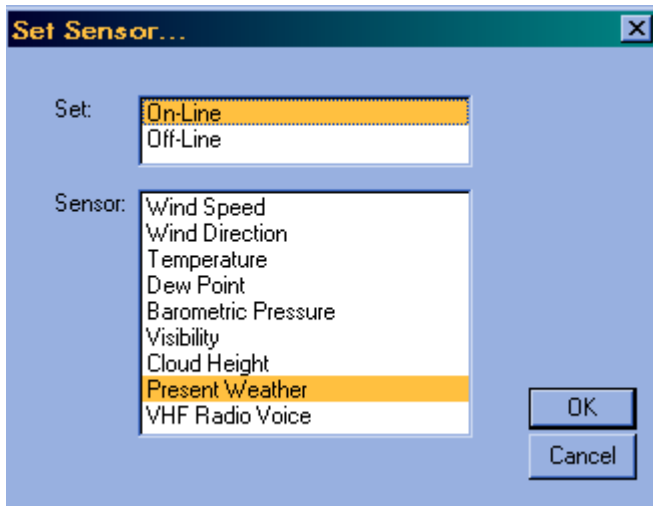 Set Sensor...
Set:
On-Line
Off-Line
Sensor:
Wind Speed
Wind Direction
Temperature
Dew Point
Barometric Pressure
Visibility
Cloud Height
Present Weather
VHF Radio Voice
OK
Cancel